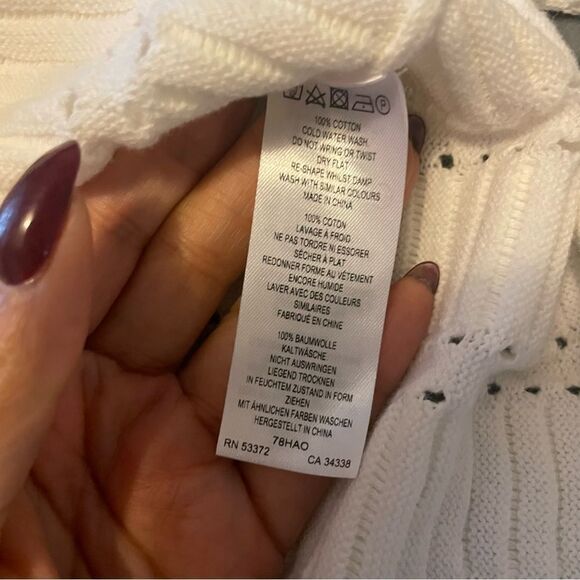 100% COTTON
COLD WATER WASH
DO NOT WRING OR TWIST
DRY FLAT
RE-SHAPE WHILST DAMP
WASH WITH SIMILAR COLOURS
MADE IN CHINA
100% COTON
LAVAGE À FROID
NE PAS TORDRE NI ESSORER
SÉCHER À PLAT
REDONNER FORME AU VÊTEMENT
ENCORE HUMIDE
LAVER AVEC DES COULEURS
SIMILAIRES
FABRIQUÉ EN CHINE
100% BAUMWOLLE
KALTWÄSCHE
NICHT AUSWRINGEN
LIEGEND TROCKNEN
IN FEUCHTEM ZUSTAND IN FORM
ZIEHEN
MIT ÄHNLICHEN FARBEN WASCHEN
HERGESTELLT IN CHINA
78HAO
RN 53372 CA 34338